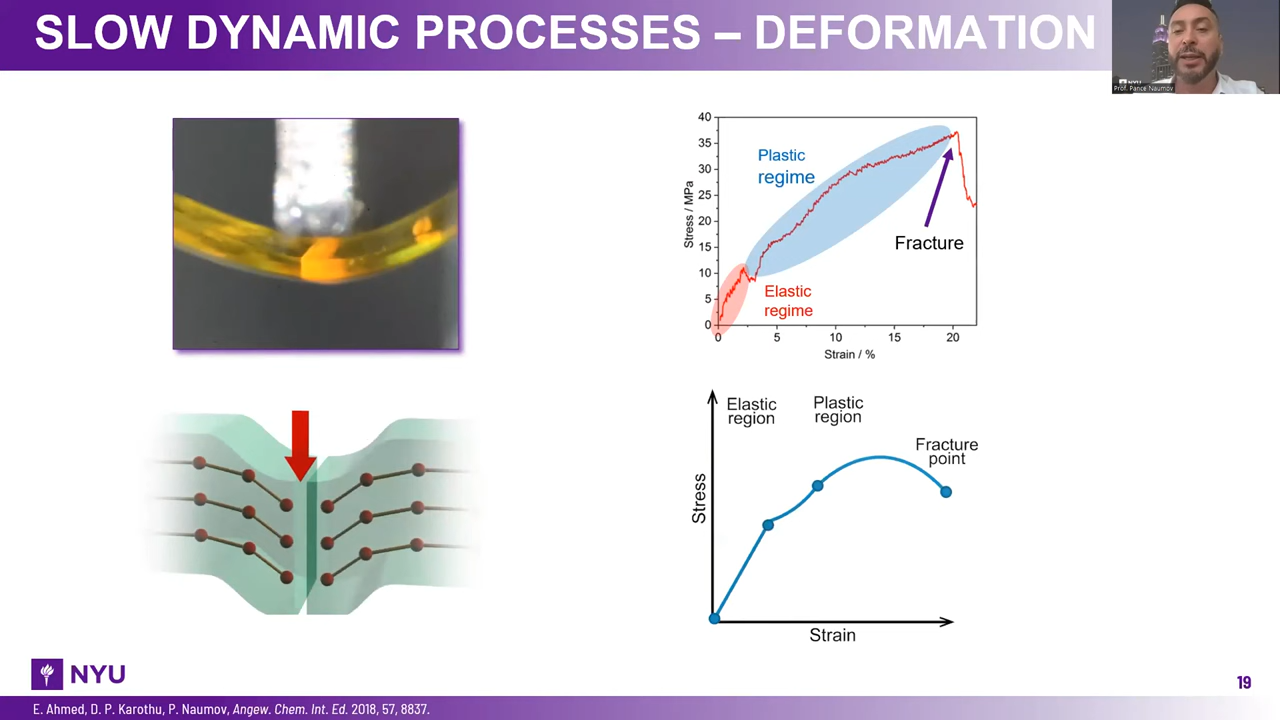 SLOW DYNAMIC PROCESSES – DEFORMATION
NYU
Prof. Pance Naumov
40
35
30
25
20
15
10
5
0
Stress / MPa
Plastic
regime
Fracture
Elastic
regime
0
5
10
15
20
Strain / %
Elastic
region
Plastic
region
Fracture
point
Stress
Strain
NYU
19
E. Ahmed, D. P. Karothu, P. Naumov, Angew. Chem. Int. Ed. 2018, 57, 8837.